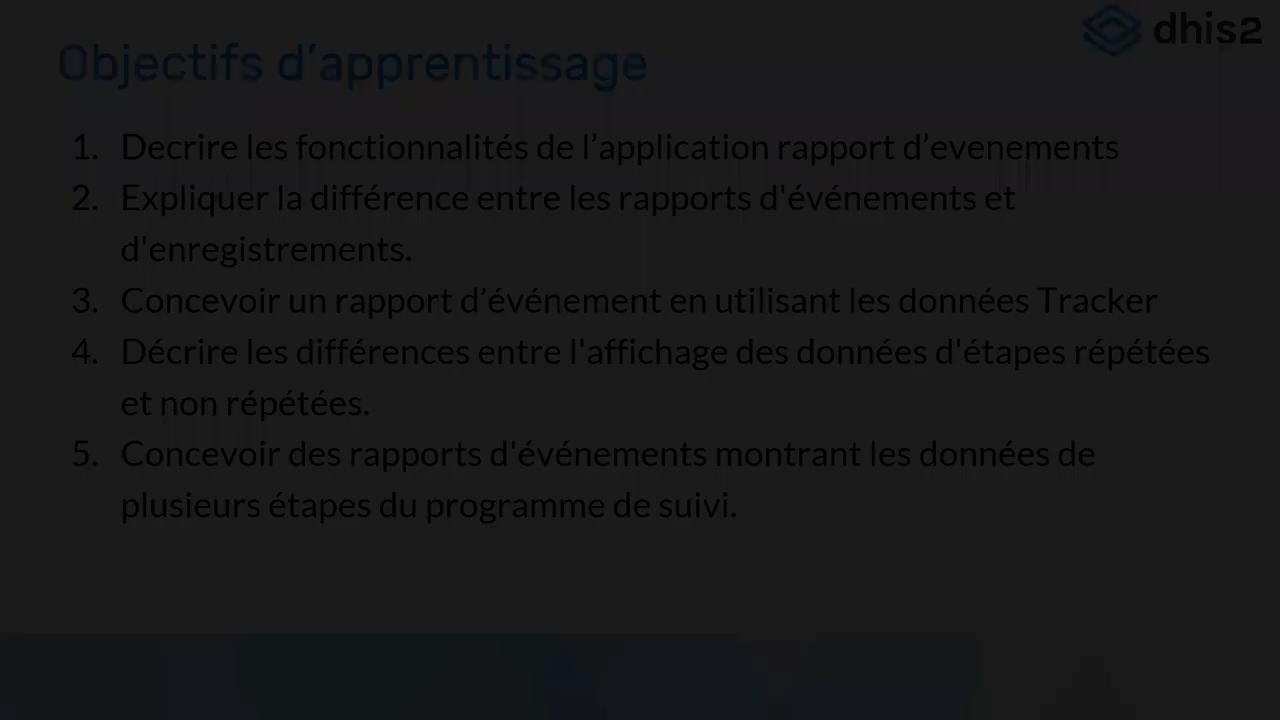 dhis2
Objectifs d’apprentissage
1. Decrire les fonctionnalités de l’application rapport d’evenements
2. Expliquer la différence entre les rapports d'événements et
d'enregistrements.
3. Concevoir un rapport d’événement en utilisant les données Tracker
4. Décrire les différences entre l'affichage des données d'étapes répétées
et non répétées.
5. Concevoir des rapports d'événements montrant les données de
plusieurs étapes du programme de suivi.